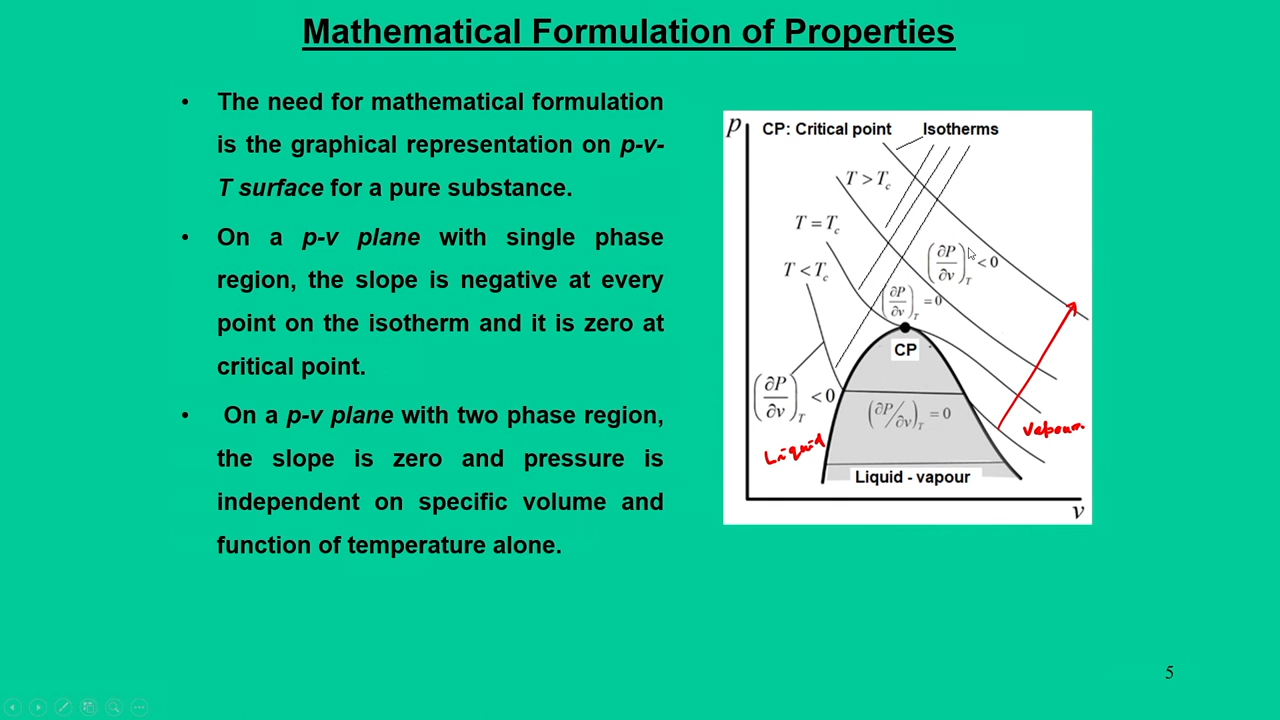 Mathematical Formulation of Properties
• The need for mathematical formulation
is the graphical representation on p-v-
T surface for a pure substance.
• On a p-v plane with single phase
region, the slope is negative at every
point on the isotherm and it is zero at
critical point.
• On a p-v plane with two phase region,
the slope is zero and pressure is
independent on specific volume and
function of temperature alone.
p
CP: Critical point
Isotherms
T > Tc
T = Tc
T < Tc
(∂P/∂v)T < 0
(∂P/∂v)T = 0
CP
(∂P/∂v)T < 0
(∂P/∂v)T = 0
Liquid
Vapour
Liquid - vapour
v
5